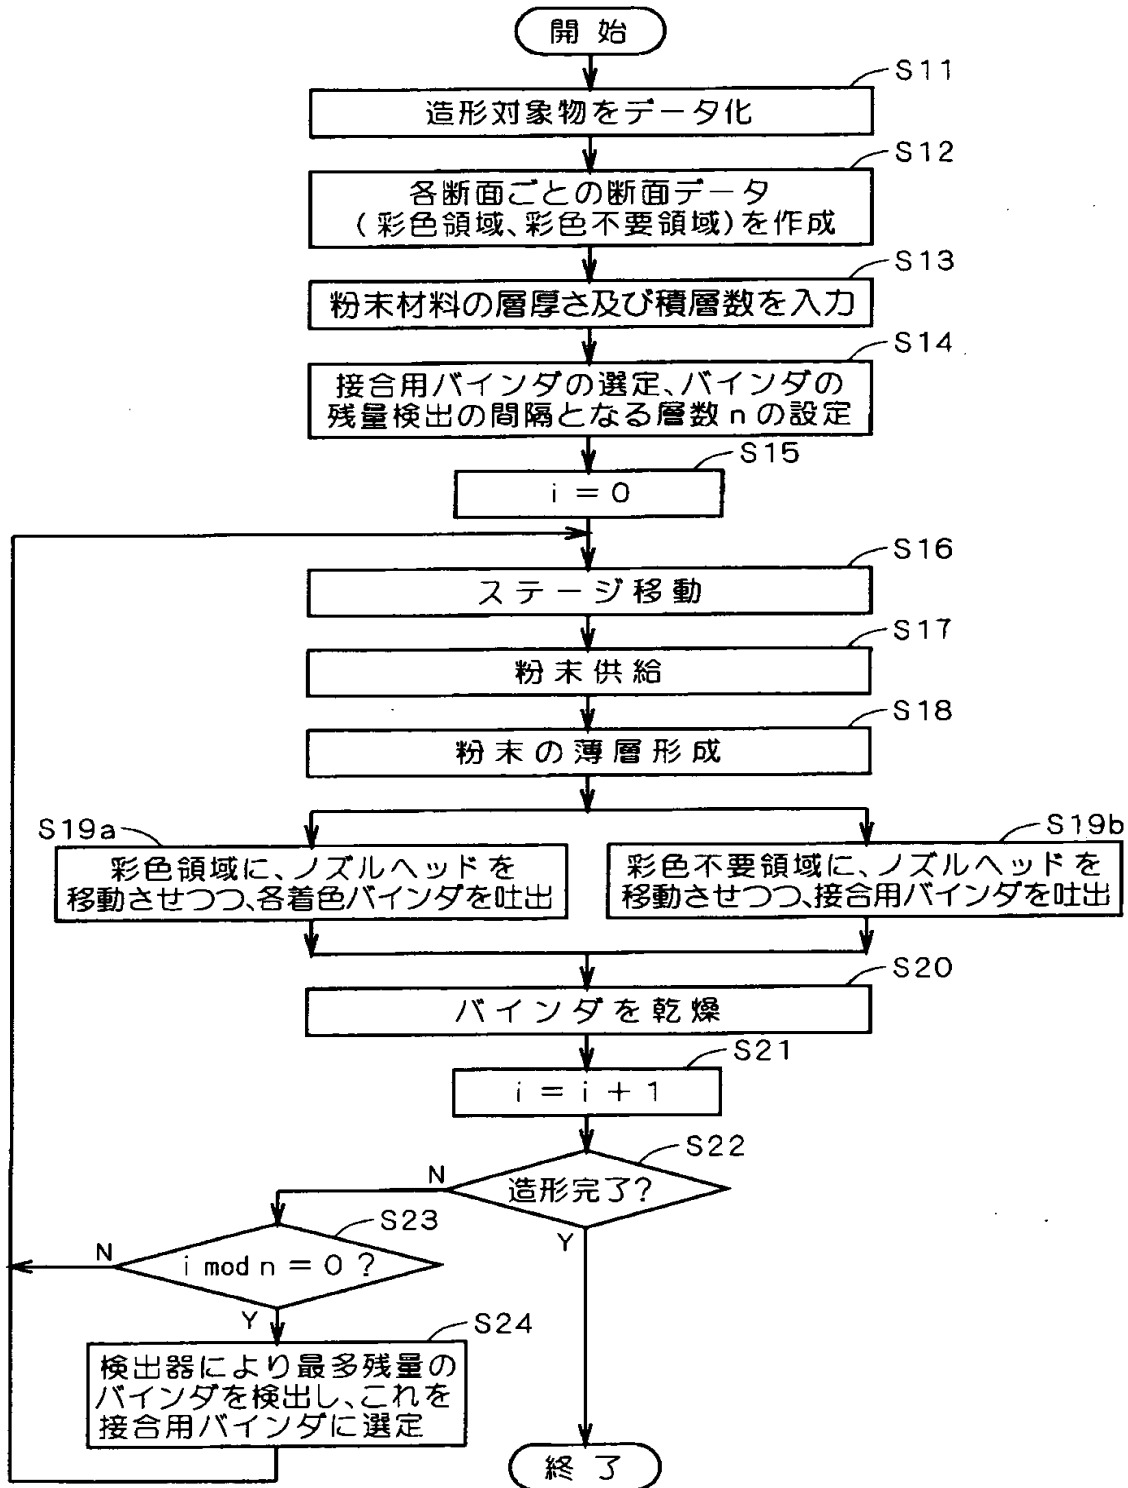 開始
S11
造形対象物をデータ化
S12
各断面ごとの断面データ
(彩色領域、彩色不要領域)を作成
S13
粉末材料の層厚さ及び積層数を入力
S14
接合用バインダの選定、バインダの
残量検出の間隔となる層数nの設定
S15
i = 0
S16
ステージ移動
S17
粉末供給
S18
粉末の薄層形成
S19a
彩色領域に、ノズルヘッドを
移動させつつ、各着色バインダを吐出
S19b
彩色不要領域に、ノズルヘッドを
移動させつつ、接合用バインダを吐出
S20
バインダを乾燥
S21
i = i + 1
S22
造形完了?
N
Y
S23
i mod n = 0 ?
N
Y
S24
検出器により最多残量の
バインダを検出し、これを
接合用バインダに選定
終了